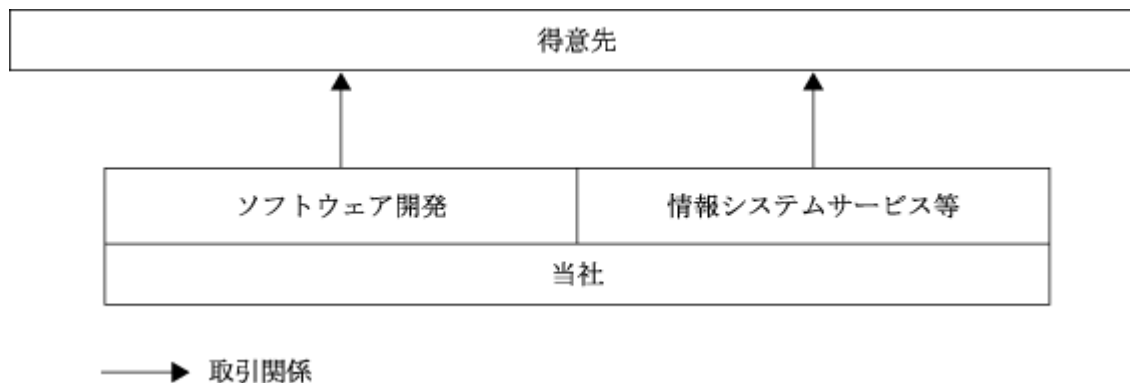 得意先
ソフトウェア開発
情報システムサービス等
当社
取引関係